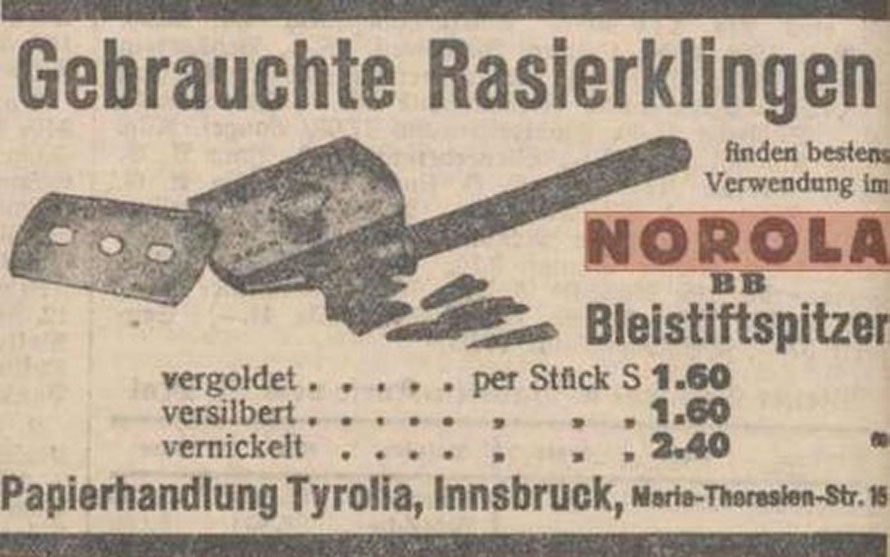 Gebrauchte Rasierklingen
finden bestens
Verwendung im
NOROLA
BB
Bleistiftspitzer
vergoldet . . . . . per Stück S 1.60
versilbert . . . . . „ „ „ 1.60
vernickelt . . . . „ „ „ 2.40
Papierhandlung Tyrolia, Innsbruck, Maria-Theresien-Str. 15